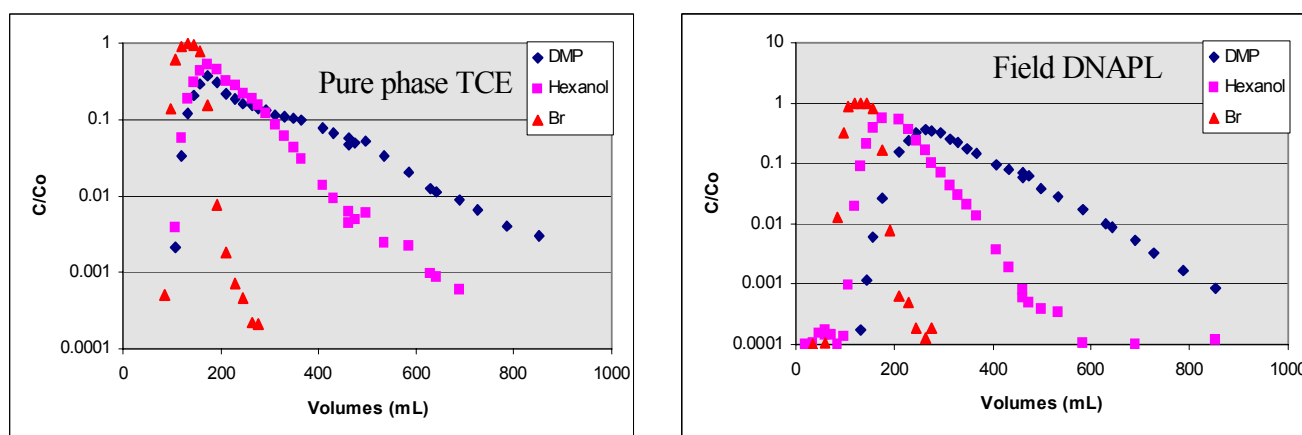 Pure phase TCE
C/Co
1
0.1
0.01
0.001
0.0001
0 200 400 600 800 1000
Volumes (mL)
DMP
Hexanol
Br
Field DNAPL
C/Co
10
1
0.1
0.01
0.001
0.0001
0 200 400 600 800 1000
Volumes (mL)
DMP
Hexanol
Br